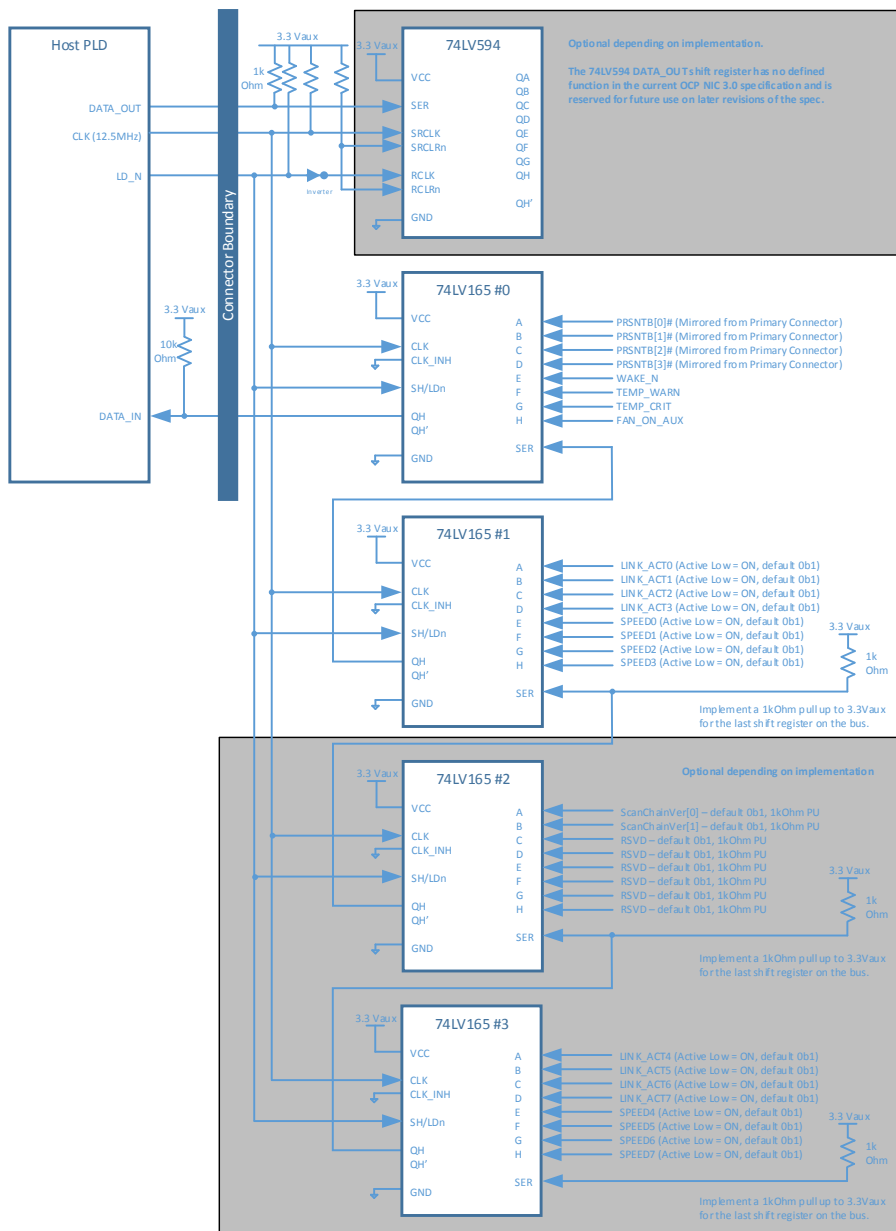 Host PLD
DATA_OUT
CLK (12.5MHz)
LD_N
3.3 Vaux
10k
Ohm
DATA_IN
Connector Boundary
3.3 Vaux
1k
Ohm
Inverter
3.3 Vaux
74LV594
VCC
SER
SRCLK
SRCLRn
RCLK
RCLRn
GND
QA
QB
QC
QD
QE
QF
QG
QH
QH'
Optional depending on implementation.
The 74LV594 DATA_OUT shift register has no defined
function in the current OCP NIC 3.0 specification and is
reserved for future use on later revisions of the spec.
3.3 Vaux
74LV165 #0
VCC
CLK
CLK_INH
SH/LDn
QH
QH'
GND
A
B
C
D
E
F
G
H
SER
PRSNTB[0]# (Mirrored from Primary Connector)
PRSNTB[1]# (Mirrored from Primary Connector)
PRSNTB[2]# (Mirrored from Primary Connector)
PRSNTB[3]# (Mirrored from Primary Connector)
WAKE_N
TEMP_WARN
TEMP_CRIT
FAN_ON_AUX
3.3 Vaux
74LV165 #1
VCC
CLK
CLK_INH
SH/LDn
QH
QH'
GND
A
B
C
D
E
F
G
H
SER
LINK_ACT0 (Active Low = ON, default 0b1)
LINK_ACT1 (Active Low = ON, default 0b1)
LINK_ACT2 (Active Low = ON, default 0b1)
LINK_ACT3 (Active Low = ON, default 0b1)
SPEED0 (Active Low = ON, default 0b1)
SPEED1 (Active Low = ON, default 0b1)
SPEED2 (Active Low = ON, default 0b1)
SPEED3 (Active Low = ON, default 0b1)
3.3 Vaux
1k
Ohm
Implement a 1kOhm pull up to 3.3Vaux
for the last shift register on the bus.
Optional depending on implementation
3.3 Vaux
74LV165 #2
VCC
CLK
CLK_INH
SH/LDn
QH
QH'
GND
A
B
C
D
E
F
G
H
SER
ScanChainVer[0] – default 0b1, 1kOhm PU
ScanChainVer[1] – default 0b1, 1kOhm PU
RSVD – default 0b1, 1kOhm PU
RSVD – default 0b1, 1kOhm PU
RSVD – default 0b1, 1kOhm PU
RSVD – default 0b1, 1kOhm PU
RSVD – default 0b1, 1kOhm PU
RSVD – default 0b1, 1kOhm PU
3.3 Vaux
1k
Ohm
Implement a 1kOhm pull up to 3.3Vaux
for the last shift register on the bus.
3.3 Vaux
74LV165 #3
VCC
CLK
CLK_INH
SH/LDn
QH
QH'
GND
A
B
C
D
E
F
G
H
SER
LINK_ACT4 (Active Low = ON, default 0b1)
LINK_ACT5 (Active Low = ON, default 0b1)
LINK_ACT6 (Active Low = ON, default 0b1)
LINK_ACT7 (Active Low = ON, default 0b1)
SPEED4 (Active Low = ON, default 0b1)
SPEED5 (Active Low = ON, default 0b1)
SPEED6 (Active Low = ON, default 0b1)
SPEED7 (Active Low = ON, default 0b1)
3.3 Vaux
1k
Ohm
Implement a 1kOhm pull up to 3.3Vaux
for the last shift register on the bus.